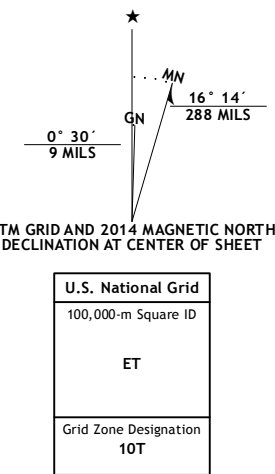 ★
MN
GN
16° 14´
288 MILS
0° 30´
9 MILS
TM GRID AND 2014 MAGNETIC NORTH
DECLINATION AT CENTER OF SHEET
U.S. National Grid
100,000-m Square ID
ET
Grid Zone Designation
10T